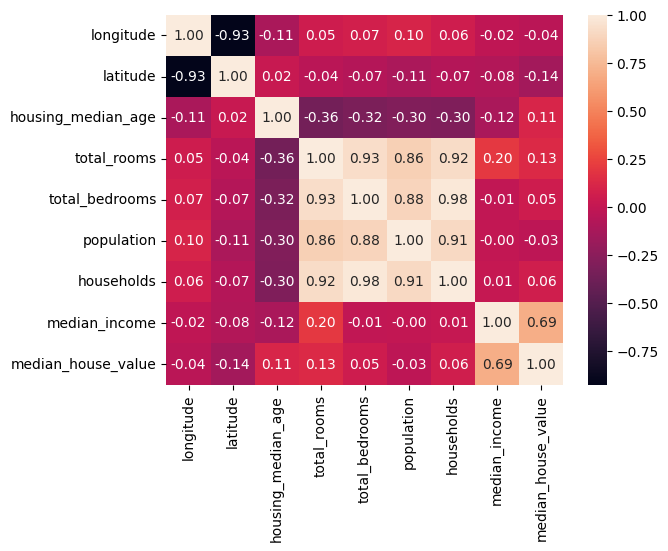 longitude 1.00 -0.93 -0.11 0.05 0.07 0.10 0.06 -0.02 -0.04
latitude -0.93 1.00 0.02 -0.04 -0.07 -0.11 -0.07 -0.08 -0.14
housing_median_age -0.11 0.02 1.00 -0.36 -0.32 -0.30 -0.30 -0.12 0.11
total_rooms 0.05 -0.04 -0.36 1.00 0.93 0.86 0.92 0.20 0.13
total_bedrooms 0.07 -0.07 -0.32 0.93 1.00 0.88 0.98 -0.01 0.05
population 0.10 -0.11 -0.30 0.86 0.88 1.00 0.91 -0.00 -0.03
households 0.06 -0.07 -0.30 0.92 0.98 0.91 1.00 0.01 0.06
median_income -0.02 -0.08 -0.12 0.20 -0.01 -0.00 0.01 1.00 0.69
median_house_value -0.04 -0.14 0.11 0.13 0.05 -0.03 0.06 0.69 1.00
longitude
latitude
housing_median_age
total_rooms
total_bedrooms
population
households
median_income
median_house_value
1.00
0.75
0.50
0.25
0.00
−0.25
−0.50
−0.75